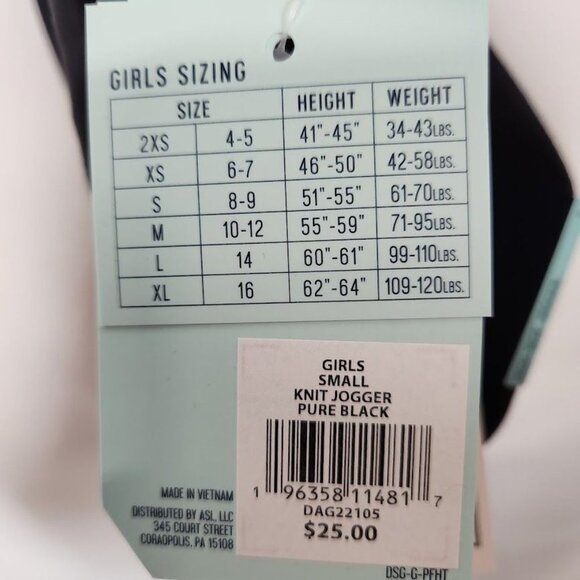 GIRLS SIZING
SIZE HEIGHT WEIGHT
2XS 4-5 41"-45" 34-43LBS.
XS 6-7 46"-50" 42-58LBS.
S 8-9 51"-55" 61-70LBS.
M 10-12 55"-59" 71-95LBS.
L 14 60"-61" 99-110LBS.
XL 16 62"-64" 109-120LBS.
GIRLS
SMALL
KNIT JOGGER
PURE BLACK
1 96358 11481 7
DAG22105
$25.00
MADE IN VIETNAM
DISTRIBUTED BY ASL, LLC
345 COURT STREET
CORAOPOLIS, PA 15108
DSG-G-PFHT